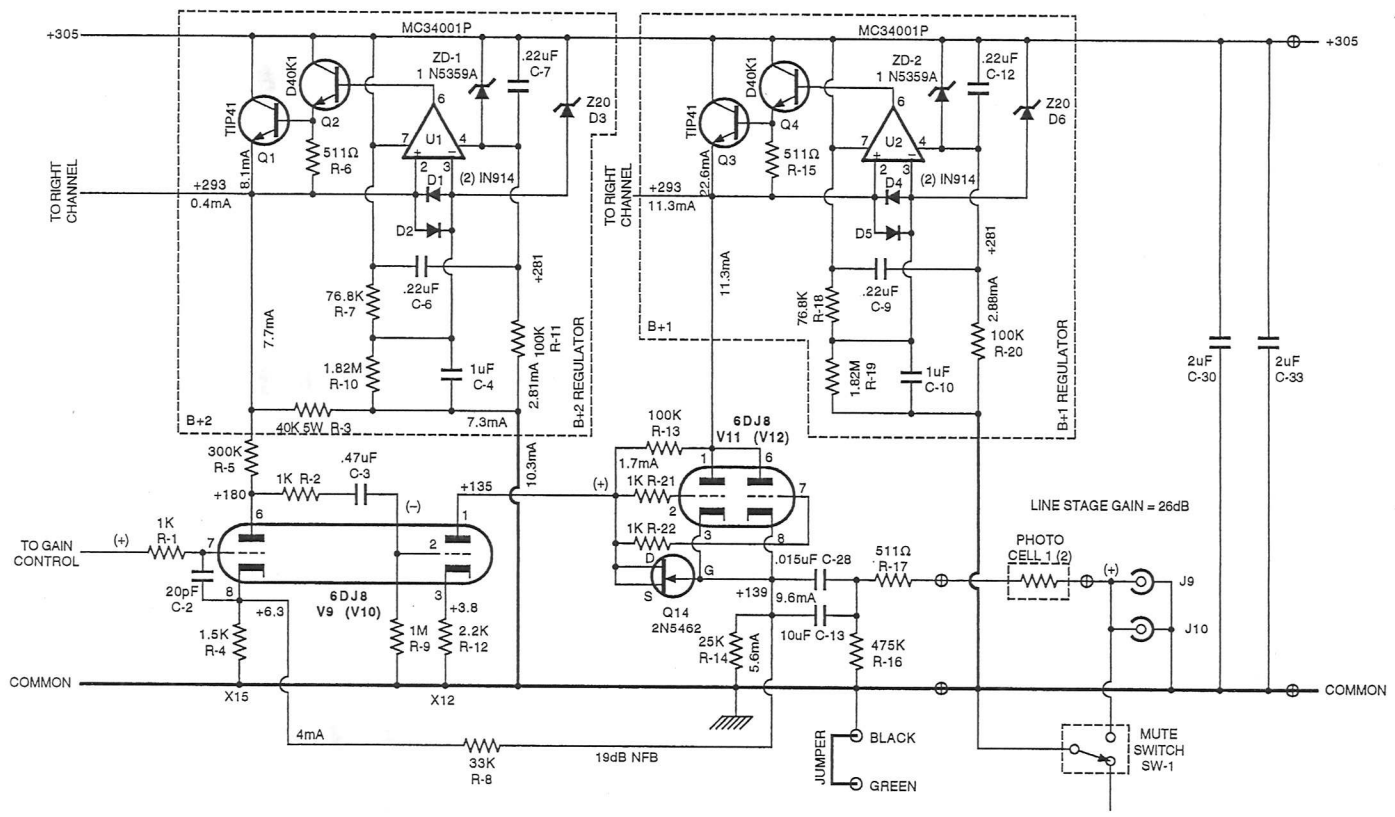 MC34001P
MC34001P
+305
+305
D40K1
ZD-1
1 N5359A
.22uF
C-7
Z20
D3
TIP41
Q2
6
U1
7
4
+
–
2
3
Q1
8.1mA
511Ω
R-6
(2) IN914
D1
D2
TO RIGHT
CHANNEL
+293
0.4mA
.22uF
C-6
+281
76.8K
R-7
7.7mA
100K
R-11
1.82M
R-10
1uF
C-4
2.81mA
B+2 REGULATOR
B+2
40K 5W R-3
7.3mA
10.3mA
D40K1
ZD-2
1 N5359A
.22uF
C-12
Z20
D6
TIP41
Q4
6
U2
7
4
+
–
2
3
Q3
22.6mA
511Ω
R-15
(2) IN914
D4
D5
TO RIGHT
CHANNEL
+293
11.3mA
11.3mA
+281
.22uF
C-9
76.8K
R-18
2.88mA
100K
R-20
B+1
1.82M
R-19
1uF
C-10
B+1 REGULATOR
2uF
C-30
2uF
C-33
300K
R-5
+180
1K R-2
.47uF
C-3
(–)
+135
1
6
(+)
1K
R-1
7
TO GAIN
CONTROL
2
20pF
C-2
8
+6.3
6DJ8
V9 (V10)
3
+3.8
1.5K
R-4
1M
R-9
2.2K
R-12
COMMON
X15
X12
4mA
33K
R-8
19dB NFB
100K
R-13
1.7mA
6DJ8
V11 (V12)
1
6
(+)
1K R-21
2
7
1K R-22
3
8
D
G
S
Q14
2N5462
+139
9.6mA
.015uF C-28
10uF C-13
511Ω
R-17
25K
R-14
5.6mA
475K
R-16
LINE STAGE GAIN = 26dB
PHOTO
CELL 1 (2)
(+)
J9
J10
COMMON
JUMPER
BLACK
GREEN
MUTE
SWITCH
SW-1